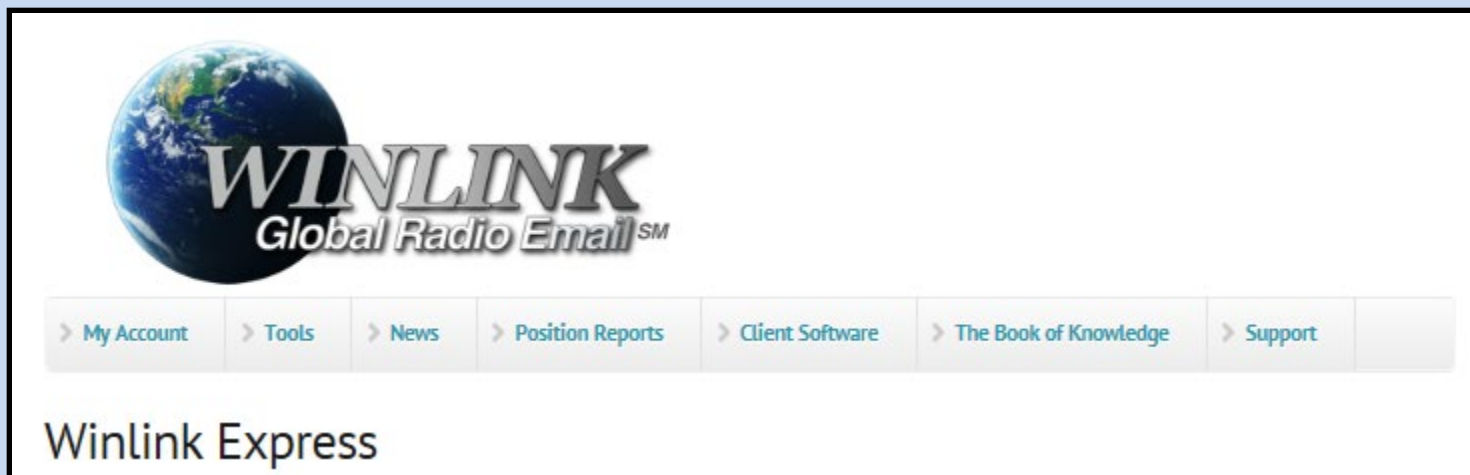 WINLINK
Global Radio Email SM
My Account Tools News Position Reports Client Software The Book of Knowledge Support
Winlink Express